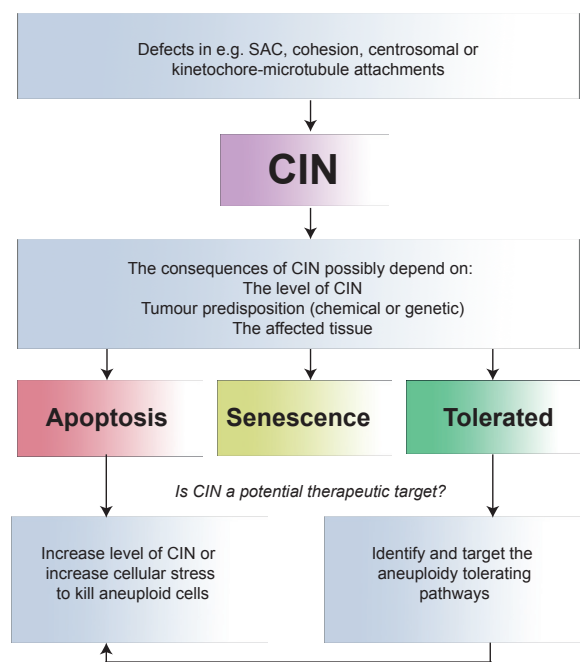 Defects in e.g. SAC, cohesion, centrosomal or
kinetochore-microtubule attachments
CIN
The consequences of CIN possibly depend on:
The level of CIN
Tumour predisposition (chemical or genetic)
The affected tissue
Apoptosis
Senescence
Tolerated
Is CIN a potential therapeutic target?
Increase level of CIN or
increase cellular stress
to kill aneuploid cells
Identify and target the
aneuploidy tolerating
pathways